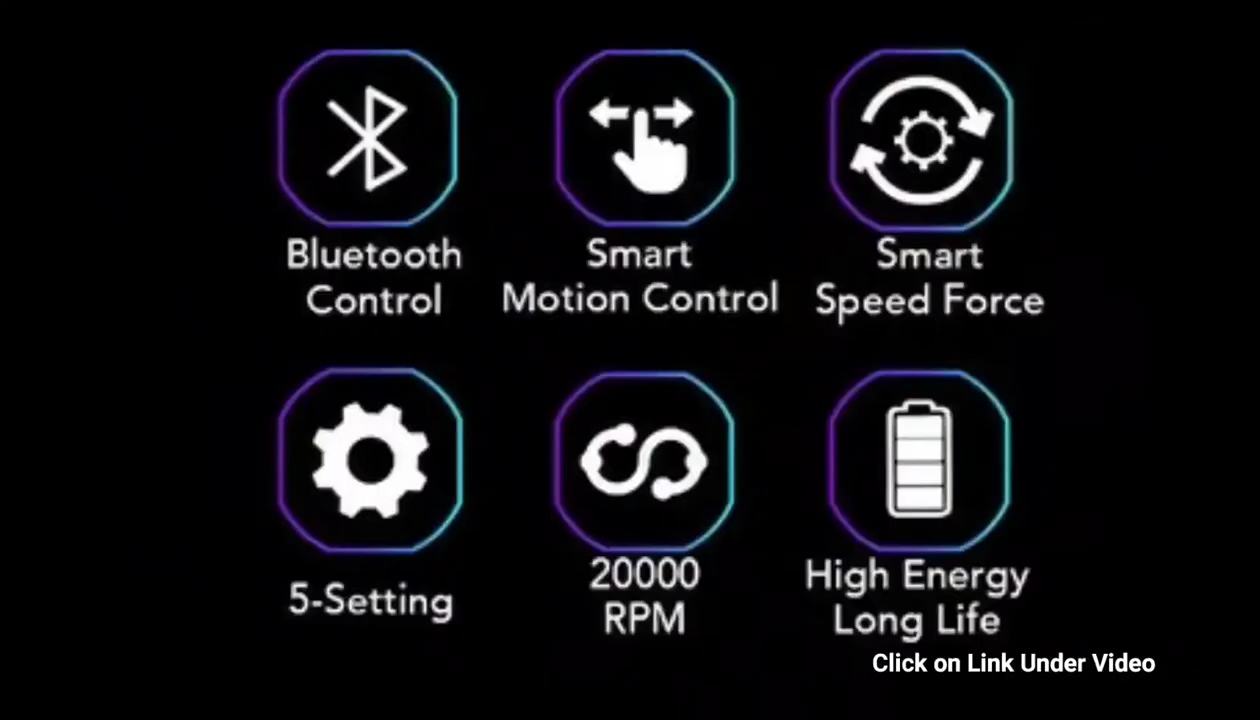 Bluetooth
Control
Smart
Motion Control
Smart
Speed Force
5-Setting
20000
RPM
High Energy
Long Life
Click on Link Under Video